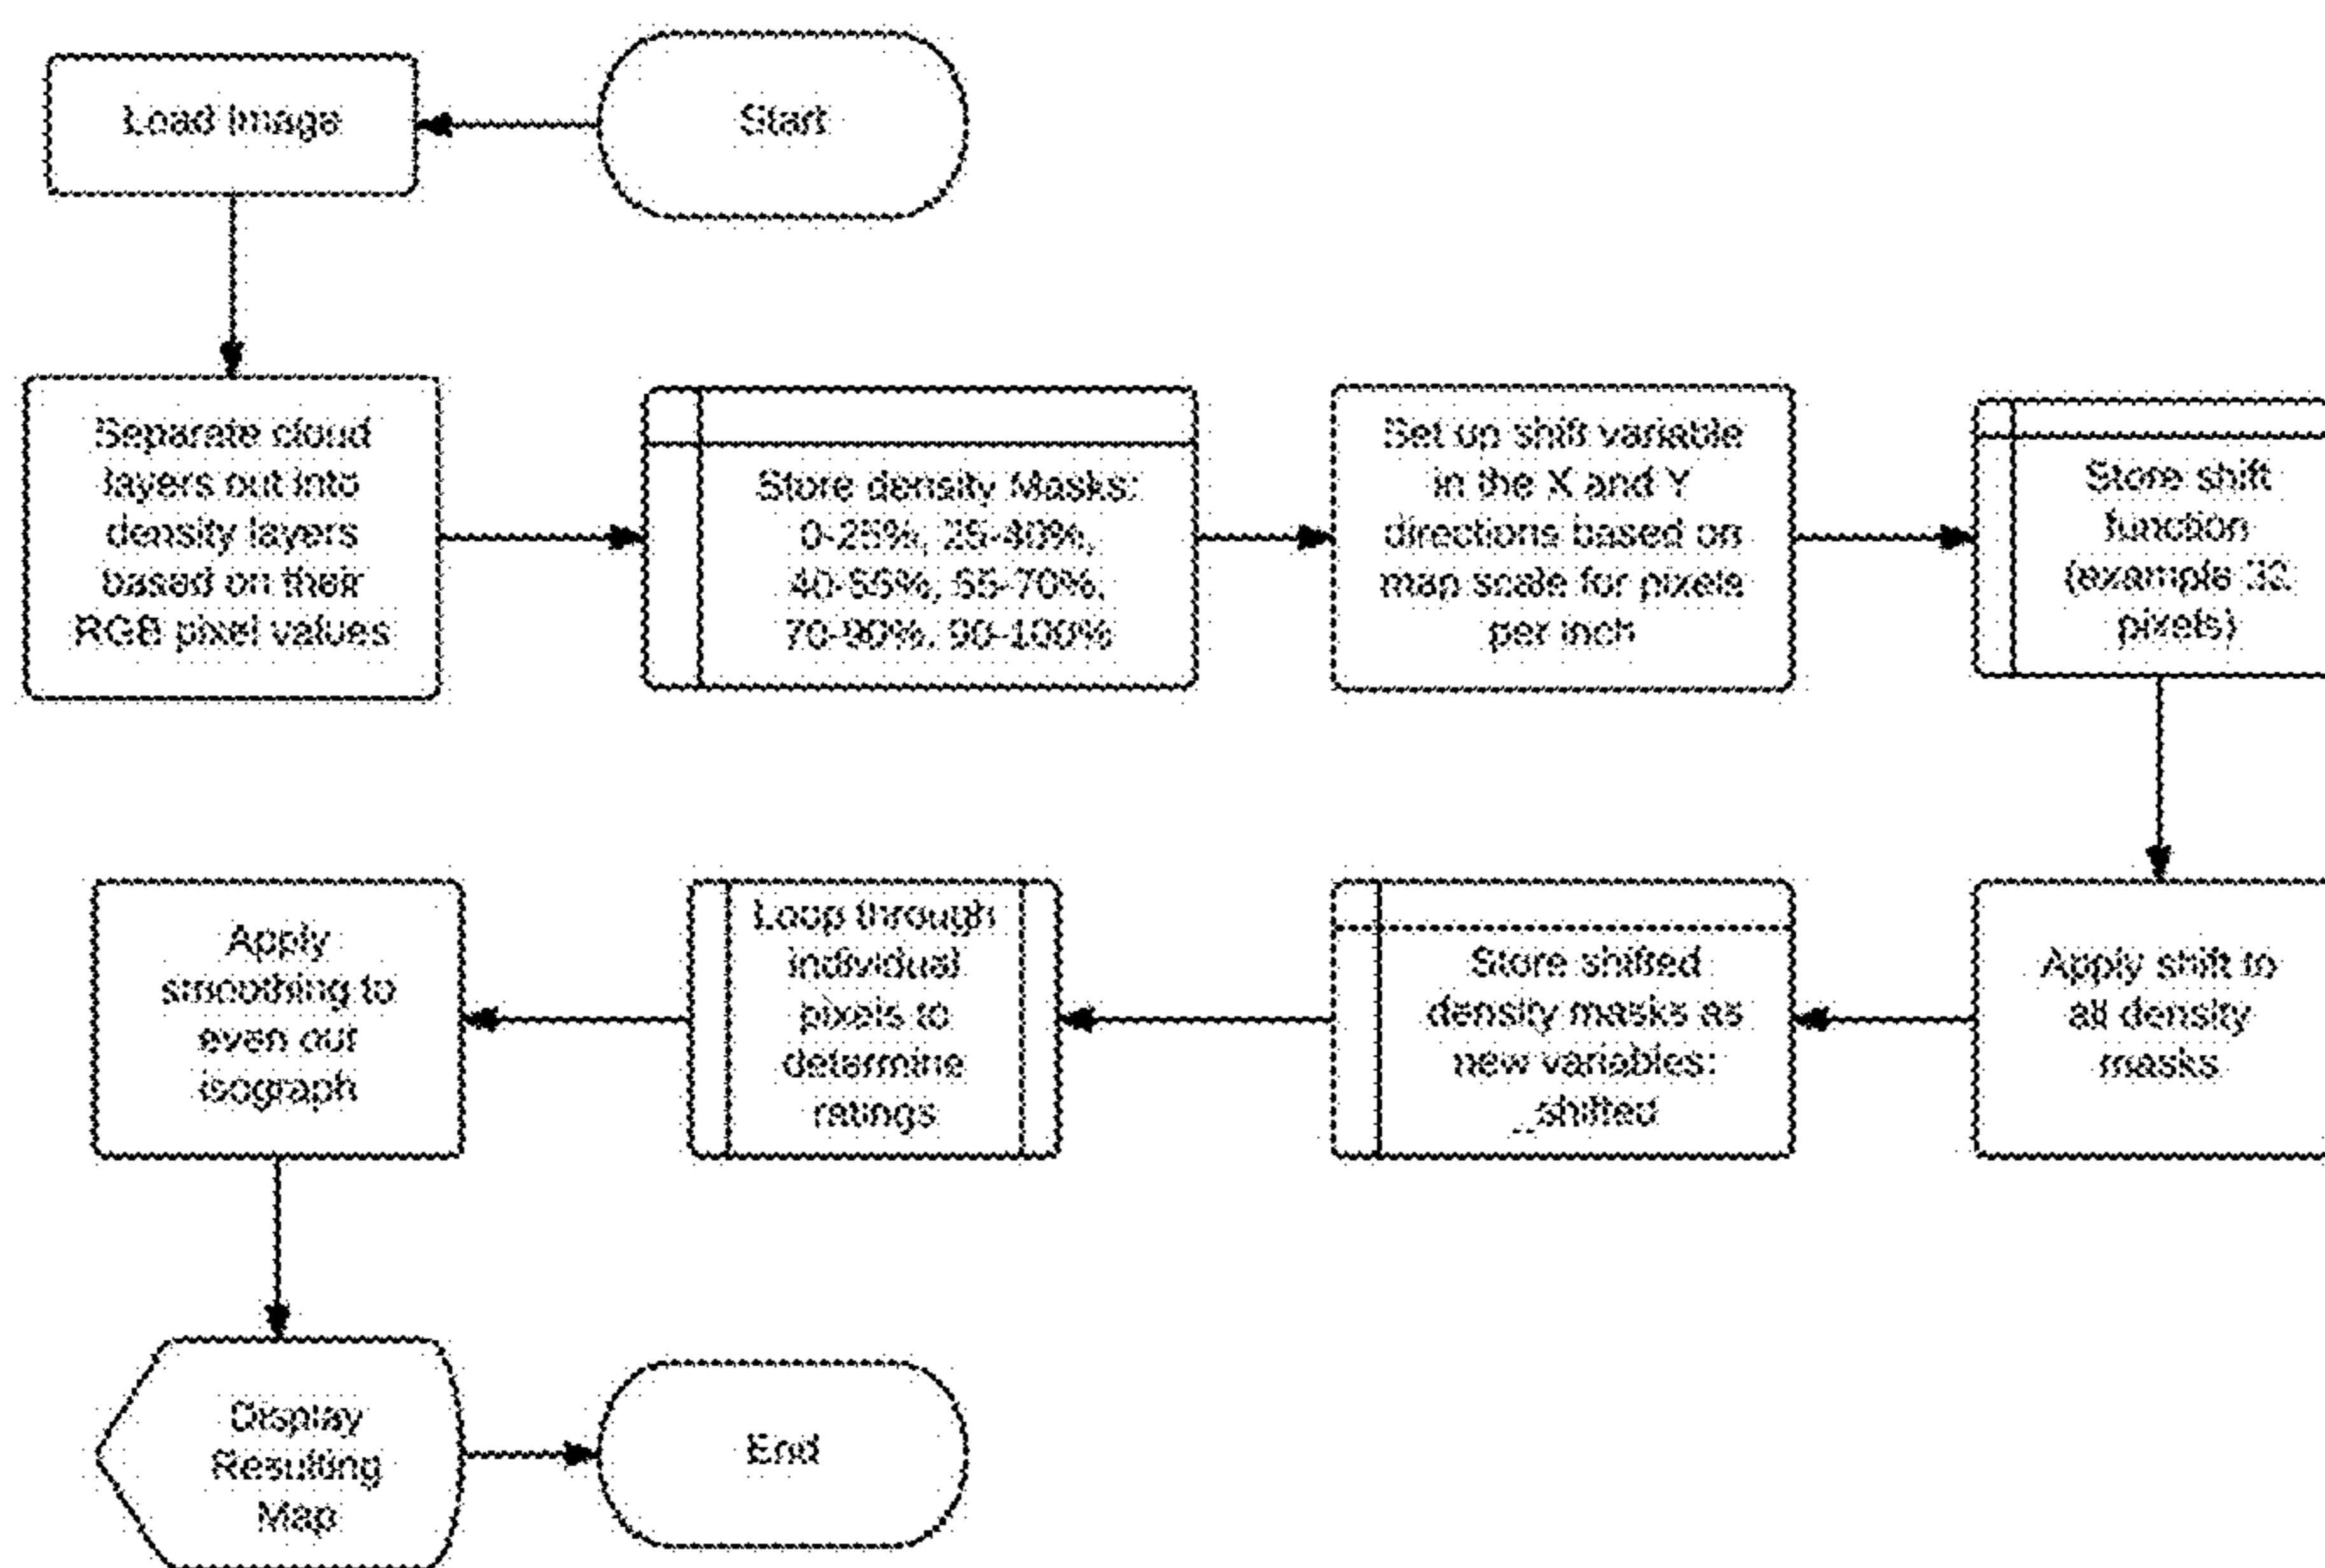 Start
Load Image
Separate cloud
layers out into
density layers
based on their
RGB pixel values
Store density Masks:
0-25%, 25-40%,
40-55%, 55-70%,
70-90%, 90-100%
Set up shift variable
in the X and Y
directions based on
map scale for pixels
per inch
Store shift
function
(example 32
pixels)
Apply shift to
all density
masks
Store shifted
density masks as
new variables:
_shifted
Loop through
individual
pixels to
determine
ratings
Apply
smoothing to
even out
isograph
Display
Resulting
Map
End